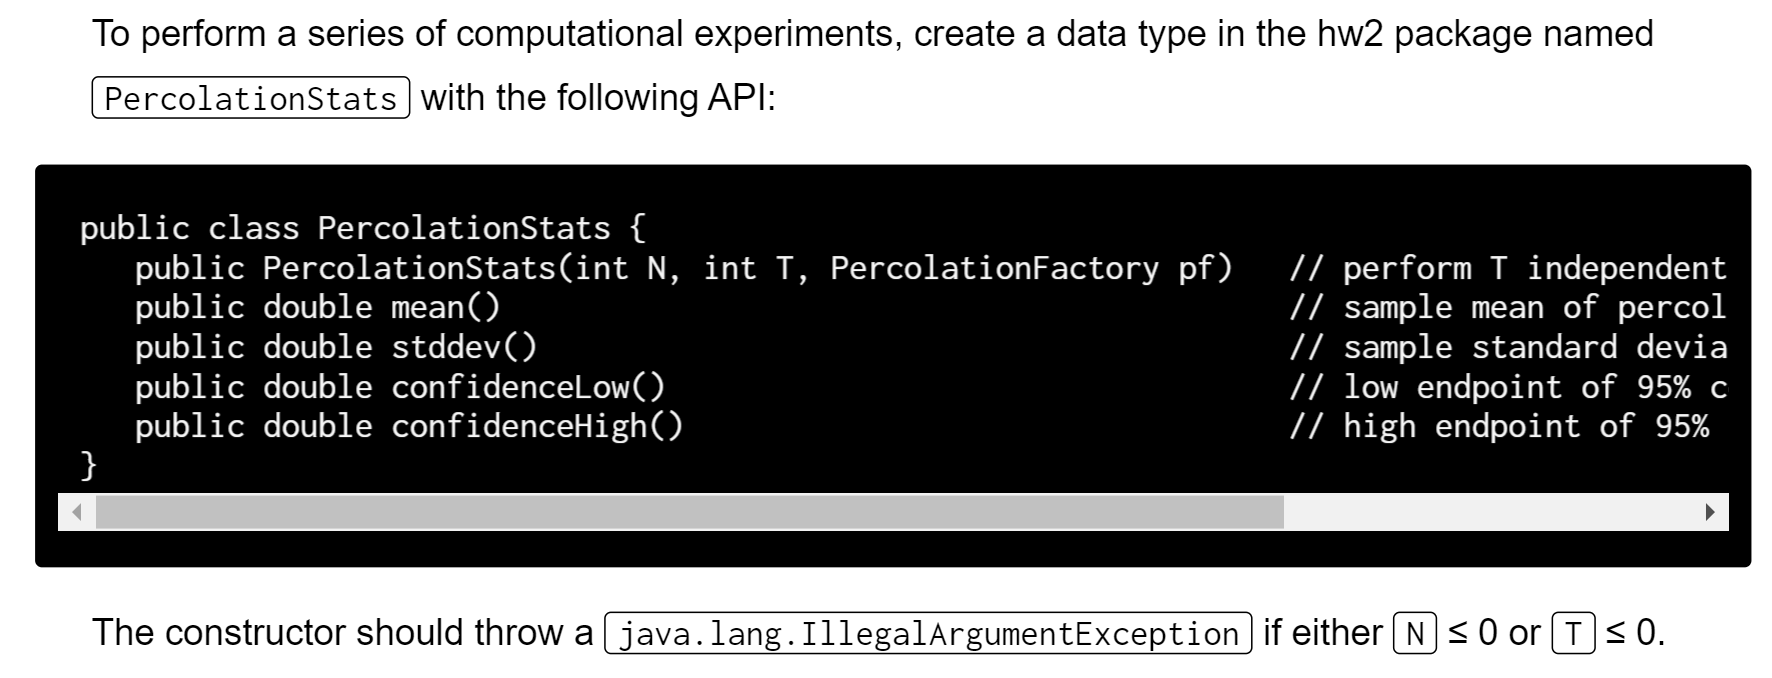 To perform a series of computational experiments, create a data type in the hw2 package named
PercolationStats with the following API:
public class PercolationStats {
   public PercolationStats(int N, int T, PercolationFactory pf)   // perform T independent
   public double mean()                                           // sample mean of percol
   public double stddev()                                         // sample standard devia
   public double confidenceLow()                                  // low endpoint of 95% c
   public double confidenceHigh()                                 // high endpoint of 95%
}
The constructor should throw a java.lang.IllegalArgumentException if either N ≤ 0 or T ≤ 0.